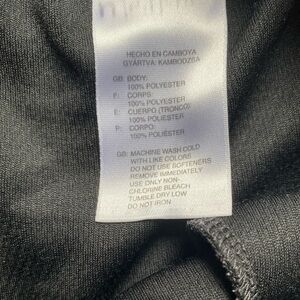 HECHO EN CAMBOYA
GYÁRTVA: KAMBODZSA
GB: BODY:
100% POLYESTER
F: CORPS:
100% POLYESTER
E: CUERPO (TRONCO):
100% POLIESTER
P: CORPO:
100% POLIÉSTER
GB: MACHINE WASH COLD
WITH LIKE COLORS
DO NOT USE SOFTENERS
REMOVE IMMEDIATELY
USE ONLY NON-
CHLORINE BLEACH
TUMBLE DRY LOW
DO NOT IRON